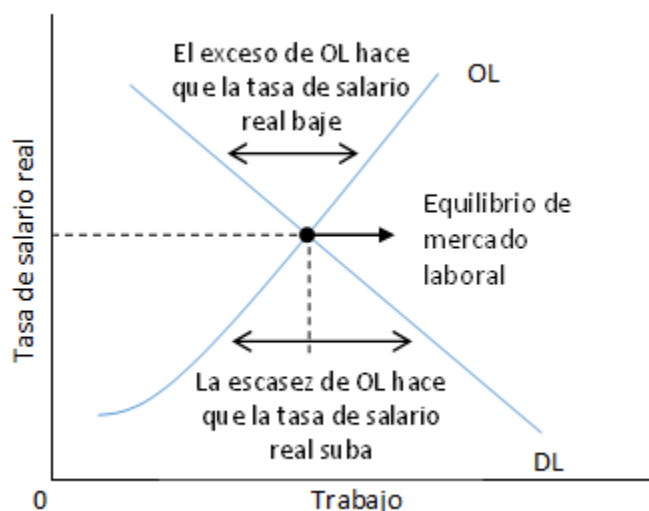 El exceso de OL hace
que la tasa de salario
real baje
OL
Tasa de salario real
Equilibrio de
mercado
laboral
La escasez de OL hace
que la tasa de salario
real suba
DL
0
Trabajo